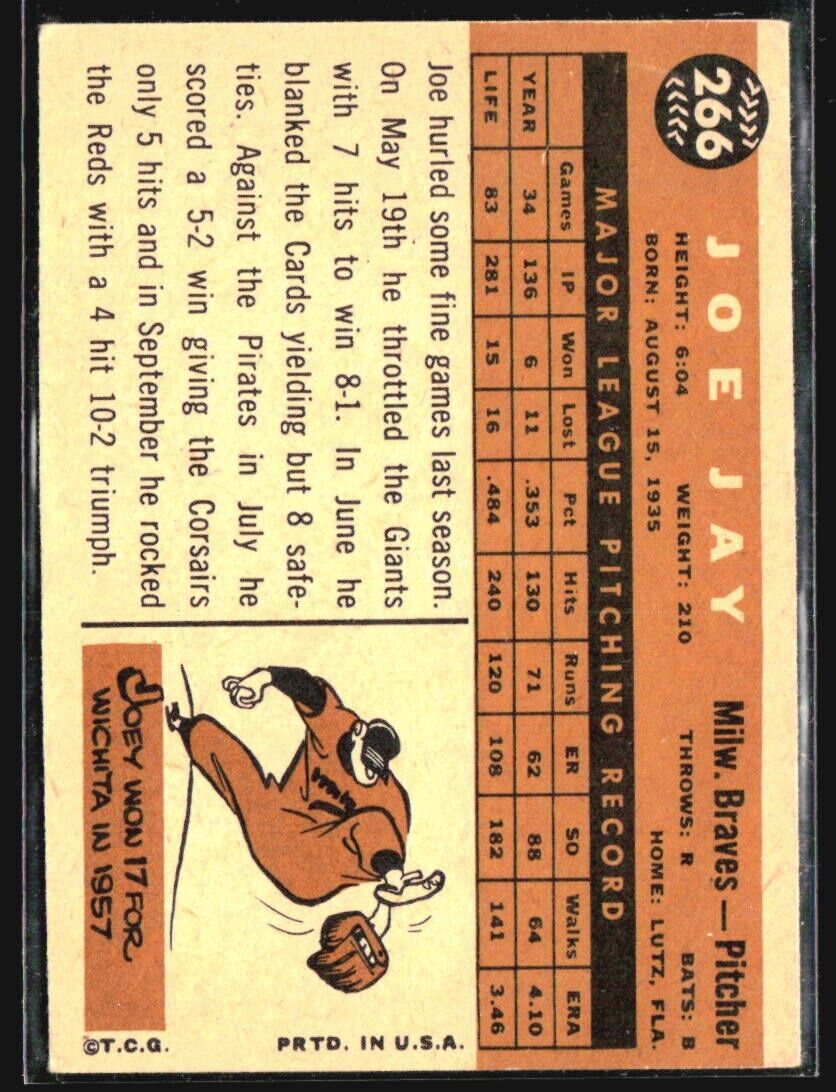 266
JOE JAY
Milw. Braves — Pitcher
HEIGHT: 6:04 WEIGHT: 210 THROWS: R BATS: B
BORN: AUGUST 15, 1935 HOME: LUTZ, FLA.
MAJOR LEAGUE PITCHING RECORD
Games IP Won Lost Pct Hits Runs ER SO Walks ERA
YEAR 34 136 6 11 .353 130 71 62 88 64 4.10
LIFE 83 281 15 16 .484 240 120 108 182 141 3.46
Joe hurled some fine games last season.
On May 19th he throttled the Giants
with 7 hits to win 8-1. In June he
blanked the Cards yielding but 8 safe-
ties. Against the Pirates in July he
scored a 5-2 win giving the Corsairs
only 5 hits and in September he rocked
the Reds with a 4 hit 10-2 triumph.
JOEY WON 17 FOR
WICHITA IN 1957
©T.C.G. PRTD. IN U.S.A.